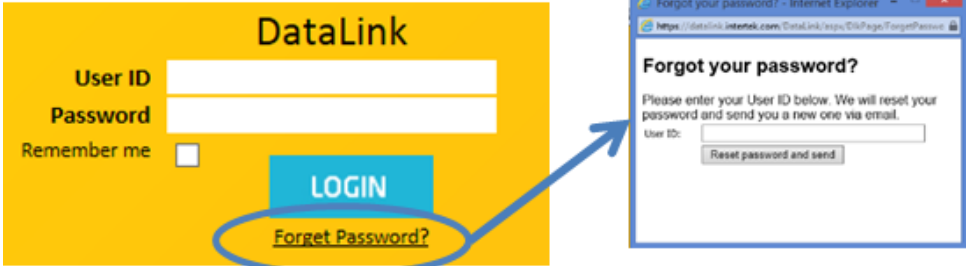 DataLink
User ID
Password
Remember me
LOGIN
Forget Password?
Forgot your password? - Internet Explorer
https://datalink.intertek.com/DataLink/aspx/DlkPage/ForgetPasswo
Forgot your password?
Please enter your User ID below. We will reset your
password and send you a new one via email.
User ID:
Reset password and send